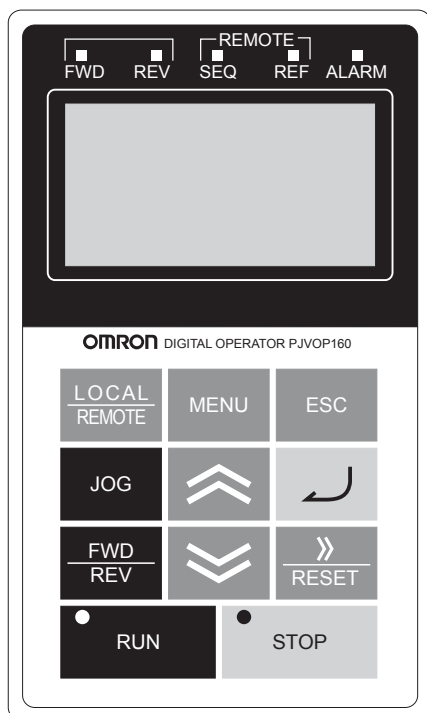 REMOTE
FWD REV SEQ REF ALARM
OMRON DIGITAL OPERATOR PJVOP160
LOCAL
REMOTE
MENU
ESC
JOG
FWD
REV
RESET
RUN
STOP